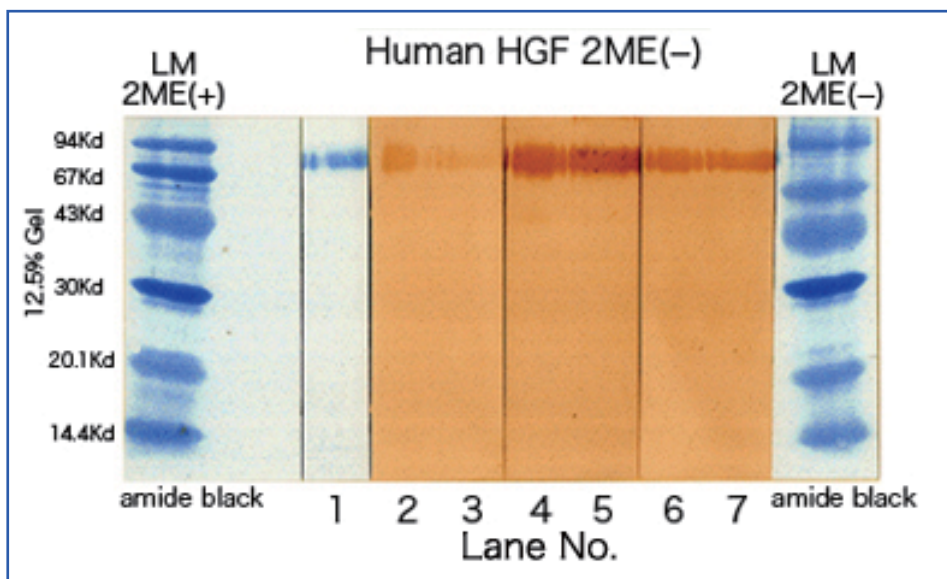 Human HGF 2ME(–)
LM
2ME(+)
LM
2ME(–)
94Kd
67Kd
43Kd
30Kd
20.1Kd
14.4Kd
12.5% Gel
amide black
1 2 3 4 5 6 7
amide black
Lane No.